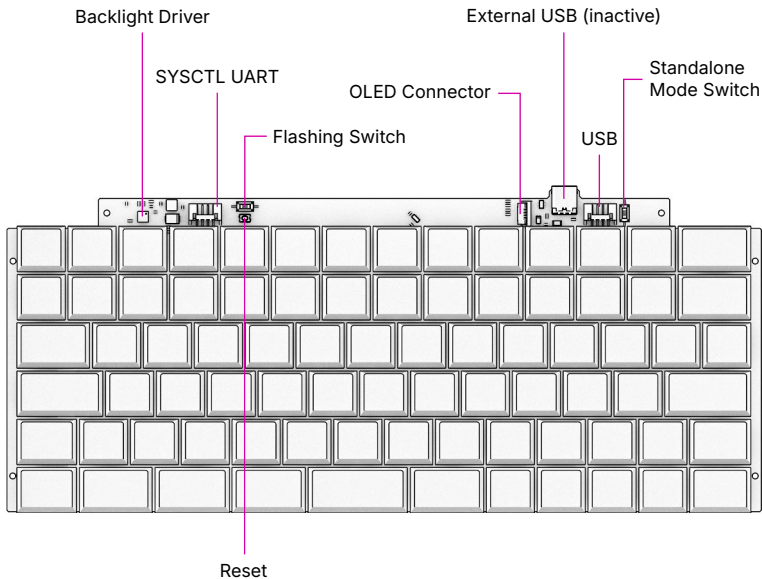 Backlight Driver
External USB (inactive)
SYSCTL UART
OLED Connector
Standalone
Mode Switch
Flashing Switch
USB
Reset